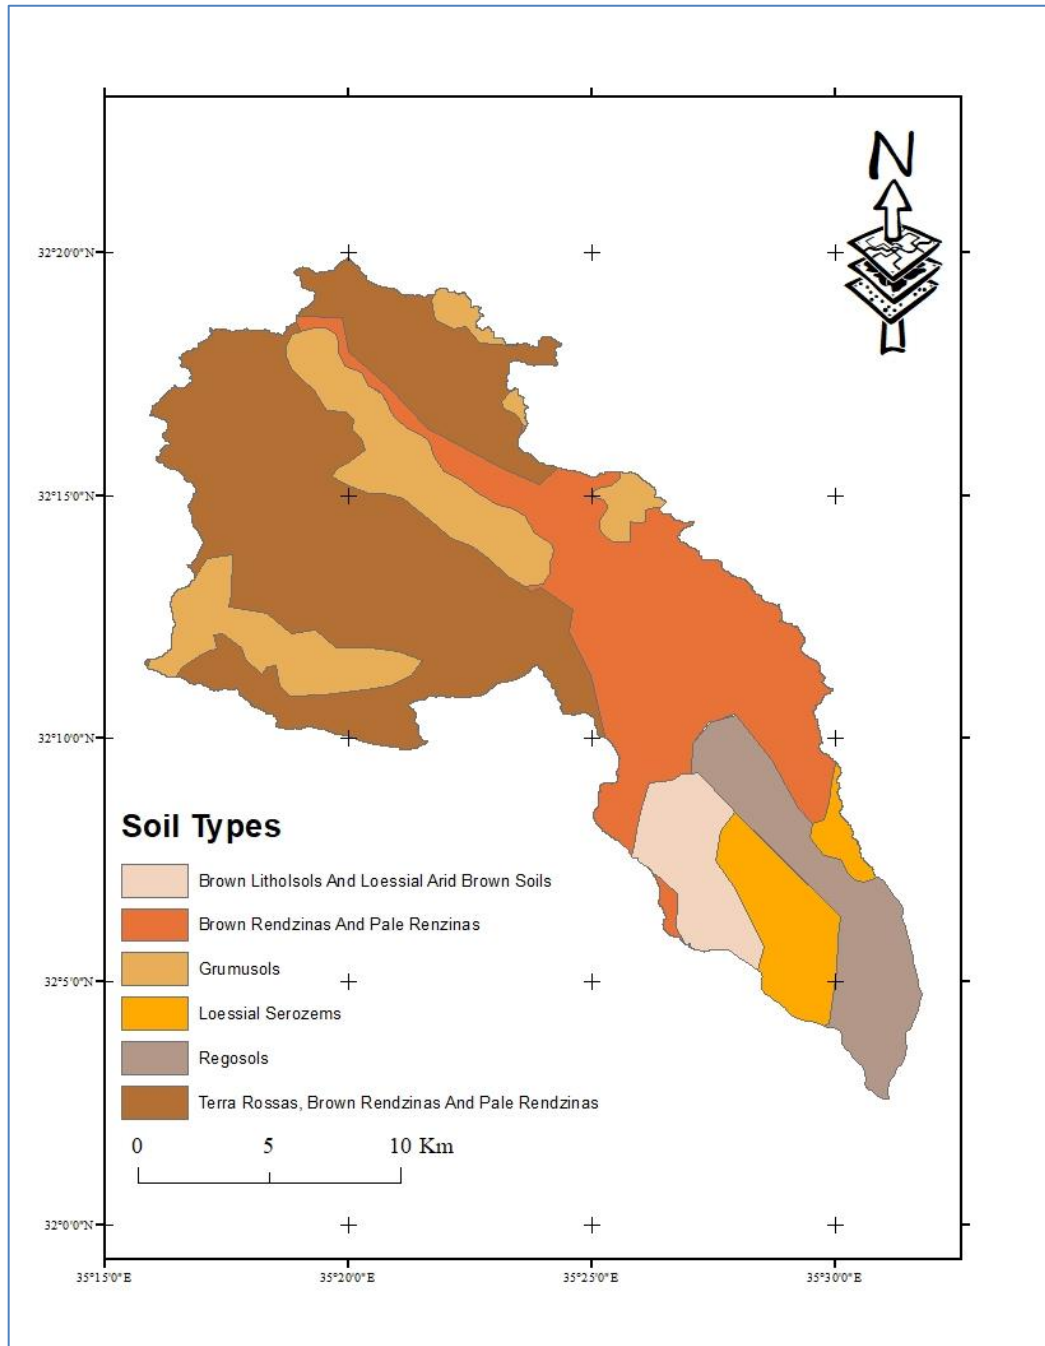 N
32°20'0"N
32°15'0"N
32°10'0"N
Soil Types
Brown Litholsols And Loessial Arid Brown Soils
Brown Rendzinas And Pale Renzinas
Grumusols
32°5'0"N
Loessial Serozems
Regosols
Terra Rossas, Brown Rendzinas And Pale Rendzinas
0 5 10 Km
32°0'0"N
35°15'0"E 35°20'0"E 35°25'0"E 35°30'0"E